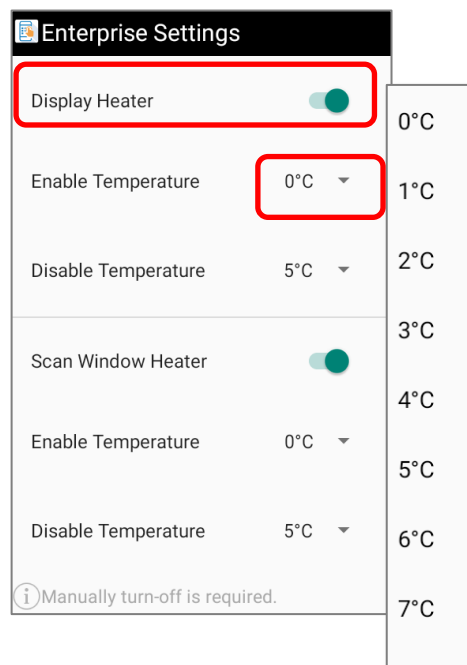 Enterprise Settings
Display Heater
Enable Temperature 0°C
Disable Temperature 5°C
Scan Window Heater
Enable Temperature 0°C
Disable Temperature 5°C
Manually turn-off is required.
0°C
1°C
2°C
3°C
4°C
5°C
6°C
7°C